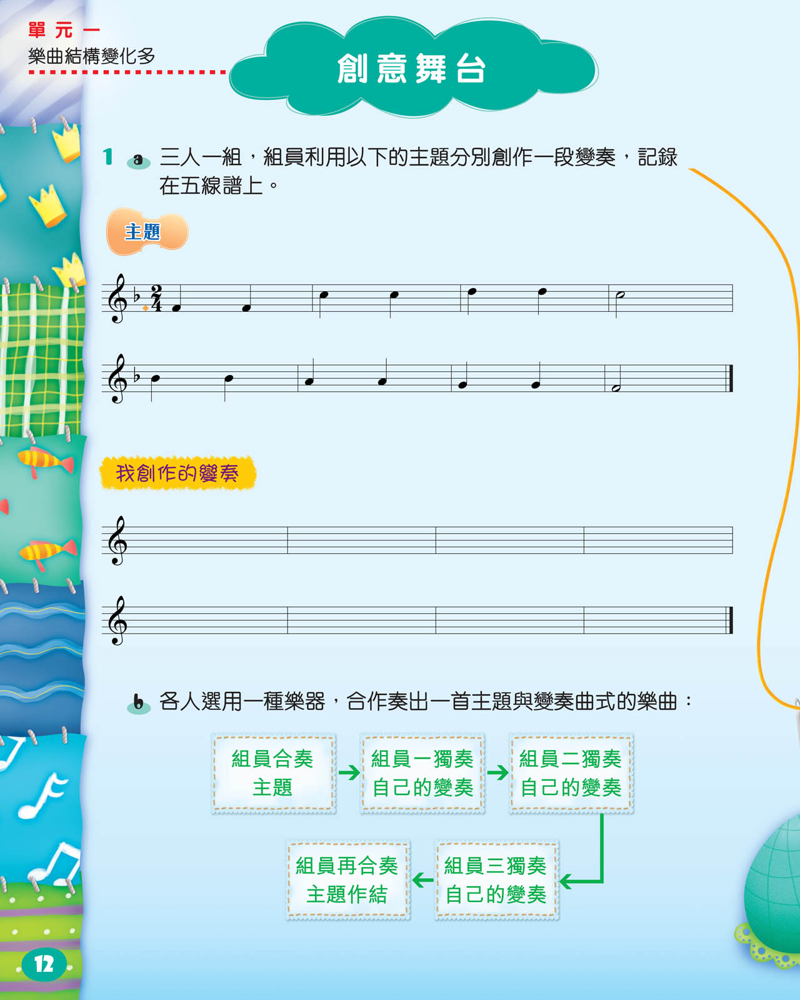 單元一
樂曲結構變化多
創意舞台
1 a 三人一組，組員利用以下的主題分別創作一段變奏，記錄
在五線譜上。
主題
2
4
我創作的變奏
b 各人選用一種樂器，合作奏出一首主題與變奏曲式的樂曲：
組員合奏
主題
組員一獨奏
自己的變奏
組員二獨奏
自己的變奏
組員三獨奏
自己的變奏
組員再合奏
主題作結
12